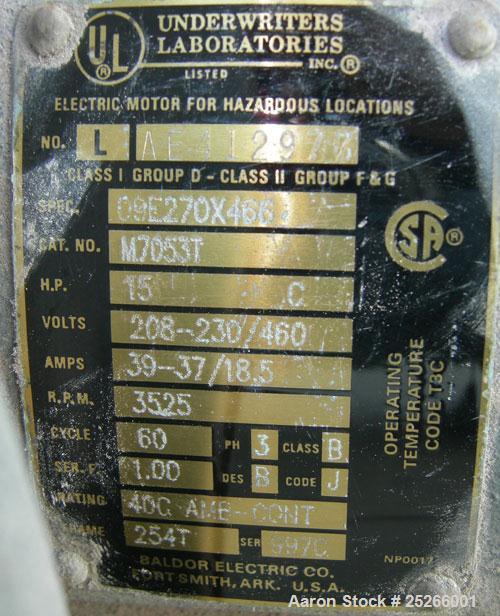 UL ®
UNDERWRITERS
LABORATORIES
INC.®
LISTED
ELECTRIC MOTOR FOR HAZARDOUS LOCATIONS
NO. L
CLASS I GROUP D - CLASS II GROUP F & G
SPEC. 09E270X466
CAT. NO. M7053T
H.P. 15 C
VOLTS 208-230/460
AMPS 39-37/18.5
R.P.M. 3525
CYCLE 60 PH 3 CLASS B
SER. F. 1.00 DES B CODE J
RATING 40C AMB-CONT
254T SER 997C
BALDOR ELECTRIC CO.
FORT SMITH, ARK. U.S.A.
SA ®
OPERATING
TEMPERATURE
CODE T3C
NP0017
Aaron Stock # 25266001